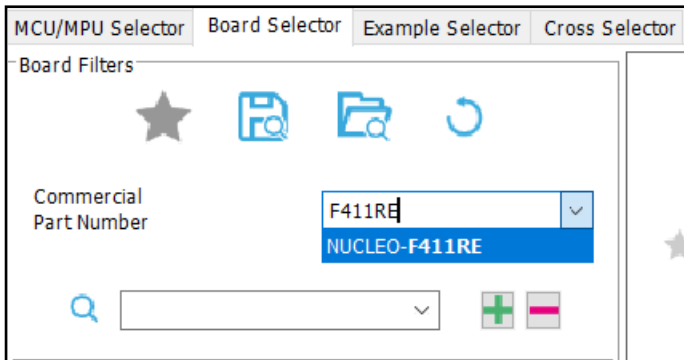 MCU/MPU Selector Board Selector Example Selector Cross Selector
Board Filters
Commercial
Part Number
F411RE
NUCLEO-F411RE